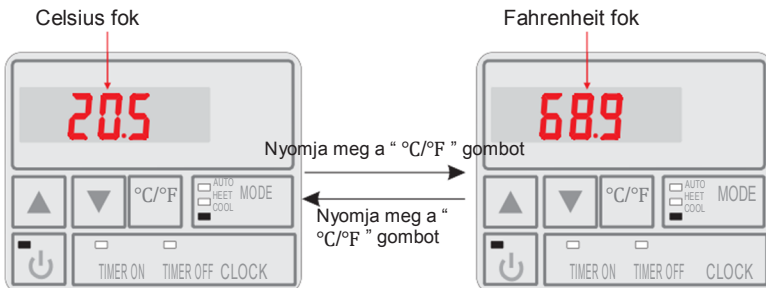 Celsius fok
Fahrenheit fok
20.5
68.9
Nyomja meg a “ °C/°F ” gombot
Nyomja meg a “
°C/°F ” gombot
°C/°F
AUTO
HEET
COOL
MODE
TIMER ON
TIMER OFF
CLOCK
°C/°F
AUTO
HEET
COOL
MODE
TIMER ON
TIMER OFF
CLOCK